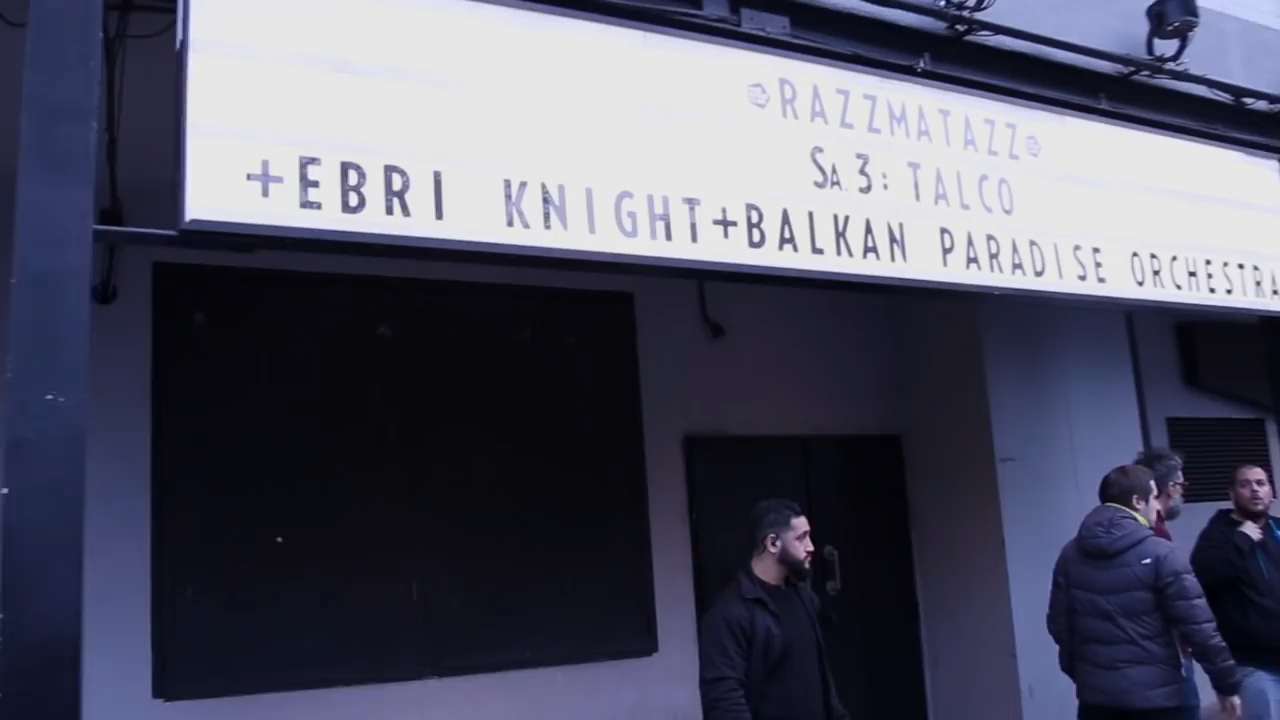 RAZZMATAZZ
SA. 3: TALCO
+EBRI KNIGHT+BALKAN PARADISE ORCHESTRA